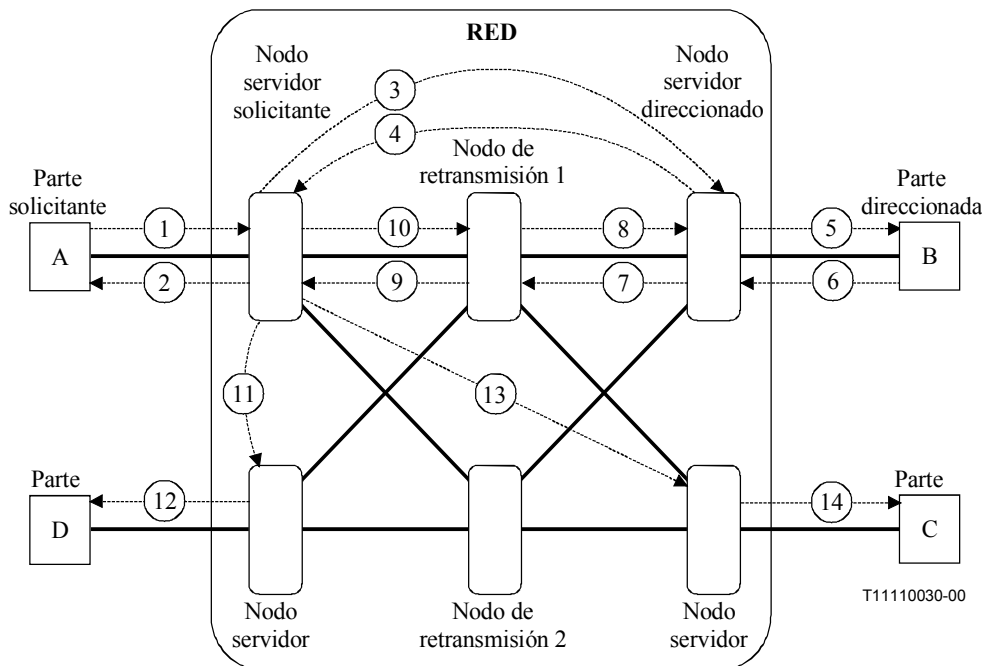 RED
Nodo
servidor
solicitante
Nodo
servidor
direccionado
3
4
Nodo de
retransmisión 1
Parte
solicitante
Parte
direccionada
1
10
8
5
A
B
2
9
7
6
11
13
Parte
Parte
12
14
D
C
Nodo
servidor
Nodo de
retransmisión 2
Nodo
servidor
T11110030-00